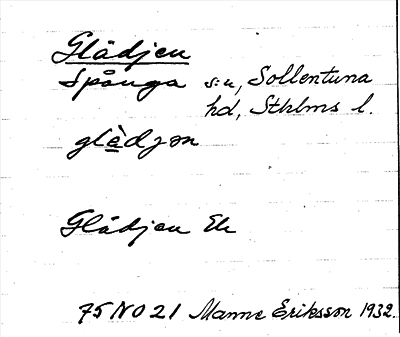 Glädjen
Spånga s:n, Sollentuna
hd, Sthlms l.
glädjen
Glädjen Ek
75 NO 21 Manne Eriksson 1932.